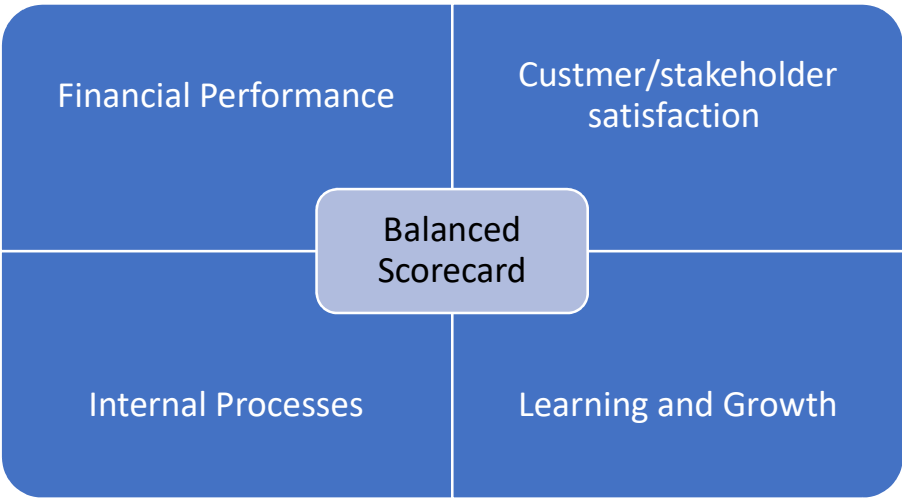 Financial Performance
Custmer/stakeholder
satisfaction
Balanced
Scorecard
Internal Processes
Learning and Growth